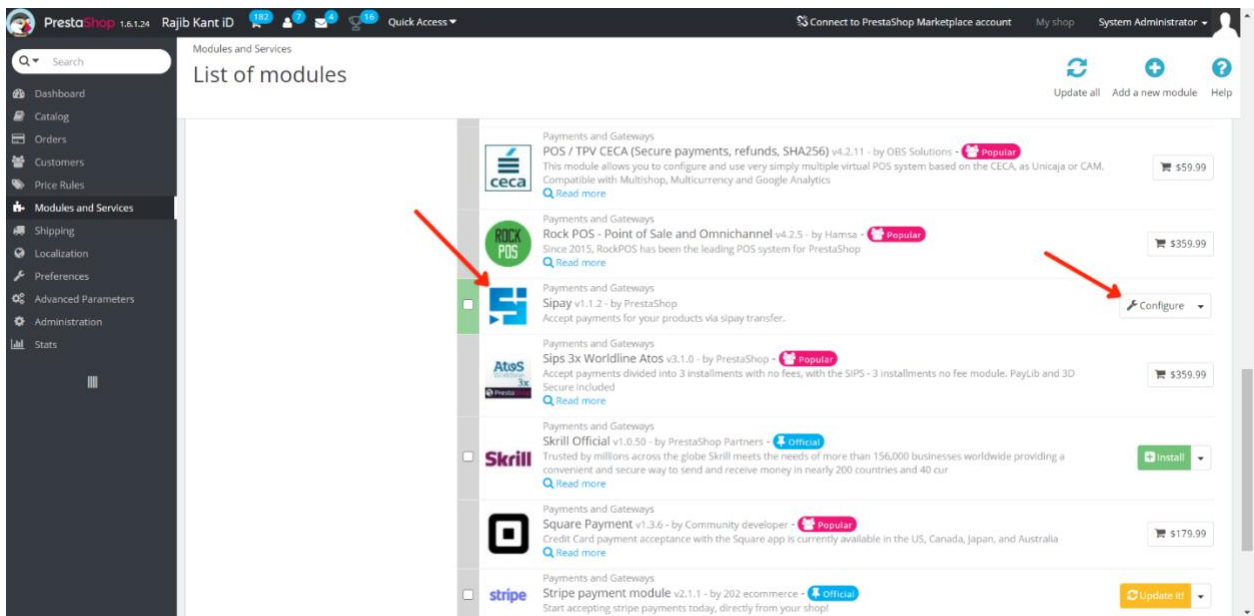 PrestaShop 1.6.1.24 Rajib Kant iD 182 7 4 16 Quick Access Connect to PrestaShop Marketplace account My shop System Administrator
Search
Modules and Services
List of modules
Update all Add a new module Help
Dashboard
Catalog
Orders
Customers
Price Rules
Modules and Services
Shipping
Localization
Preferences
Advanced Parameters
Administration
Stats
ceca
Payments and Gateways
POS / TPV CECA (Secure payments, refunds, SHA256) v4.2.11 - by OBS Solutions - Popular
This module allows you to configure and use very simply multiple virtual POS system based on the CECA, as Unicaja or CAM.
Compatible with Multishop, Multicurrency and Google Analytics
Read more
$59.99
ROCK
POS
Payments and Gateways
Rock POS - Point of Sale and Omnichannel v4.2.5 - by Hamsa - Popular
Since 2015, RockPOS has been the leading POS system for PrestaShop
Read more
$359.99
Payments and Gateways
Sipay v1.1.2 - by PrestaShop
Accept payments for your products via sipay transfer.
Configure
Atos
Worldline
3x
Payments and Gateways
Sips 3x Worldline Atos v3.1.0 - by PrestaShop - Popular
Accept payments divided into 3 installments with no fees, with the SIPS - 3 installments no fee module. PayLib and 3D
Secure included
Read more
$359.99
Skrill
Payments and Gateways
Skrill Official v1.0.50 - by PrestaShop Partners - Official
Trusted by millions across the globe Skrill meets the needs of more than 156,000 businesses worldwide providing a
convenient and secure way to send and receive money in nearly 200 countries and 40 cur
Read more
Install
Payments and Gateways
Square Payment v1.3.6 - by Community developer - Popular
Credit Card payment acceptance with the Square app is currently available in the US, Canada, Japan, and Australia
Read more
$179.99
stripe
Payments and Gateways
Stripe payment module v2.1.1 - by 202 ecommerce - Official
Start accepting stripe payments today, directly from your shop!
Update it!